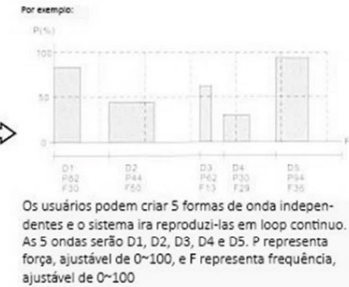 Por exemplo:
P(%)
100
50
0
D1 D2 D3 D4 D5
P82 P44 P62 P30 P94
F30 F50 F13 F29 F36
Os usuários podem criar 5 formas de onda indepen-
dentes e o sistema ira reproduzi-las em loop contínuo.
As 5 ondas serão D1, D2, D3, D4 e D5. P representa
força, ajustável de 0~100, e F representa frequência,
ajustável de 0~100